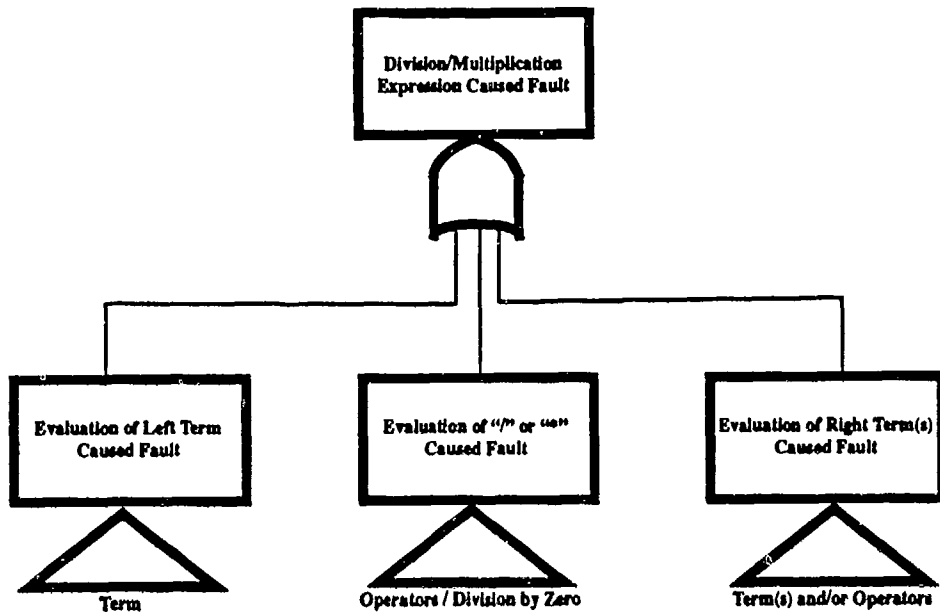 Division/Multiplication
Expression Caused Fault
Evaluation of Left Term
Caused Fault
Evaluation of “/” or “*”
Caused Fault
Evaluation of Right Term(s)
Caused Fault
Term
Operators / Division by Zero
Term(s) and/or Operators